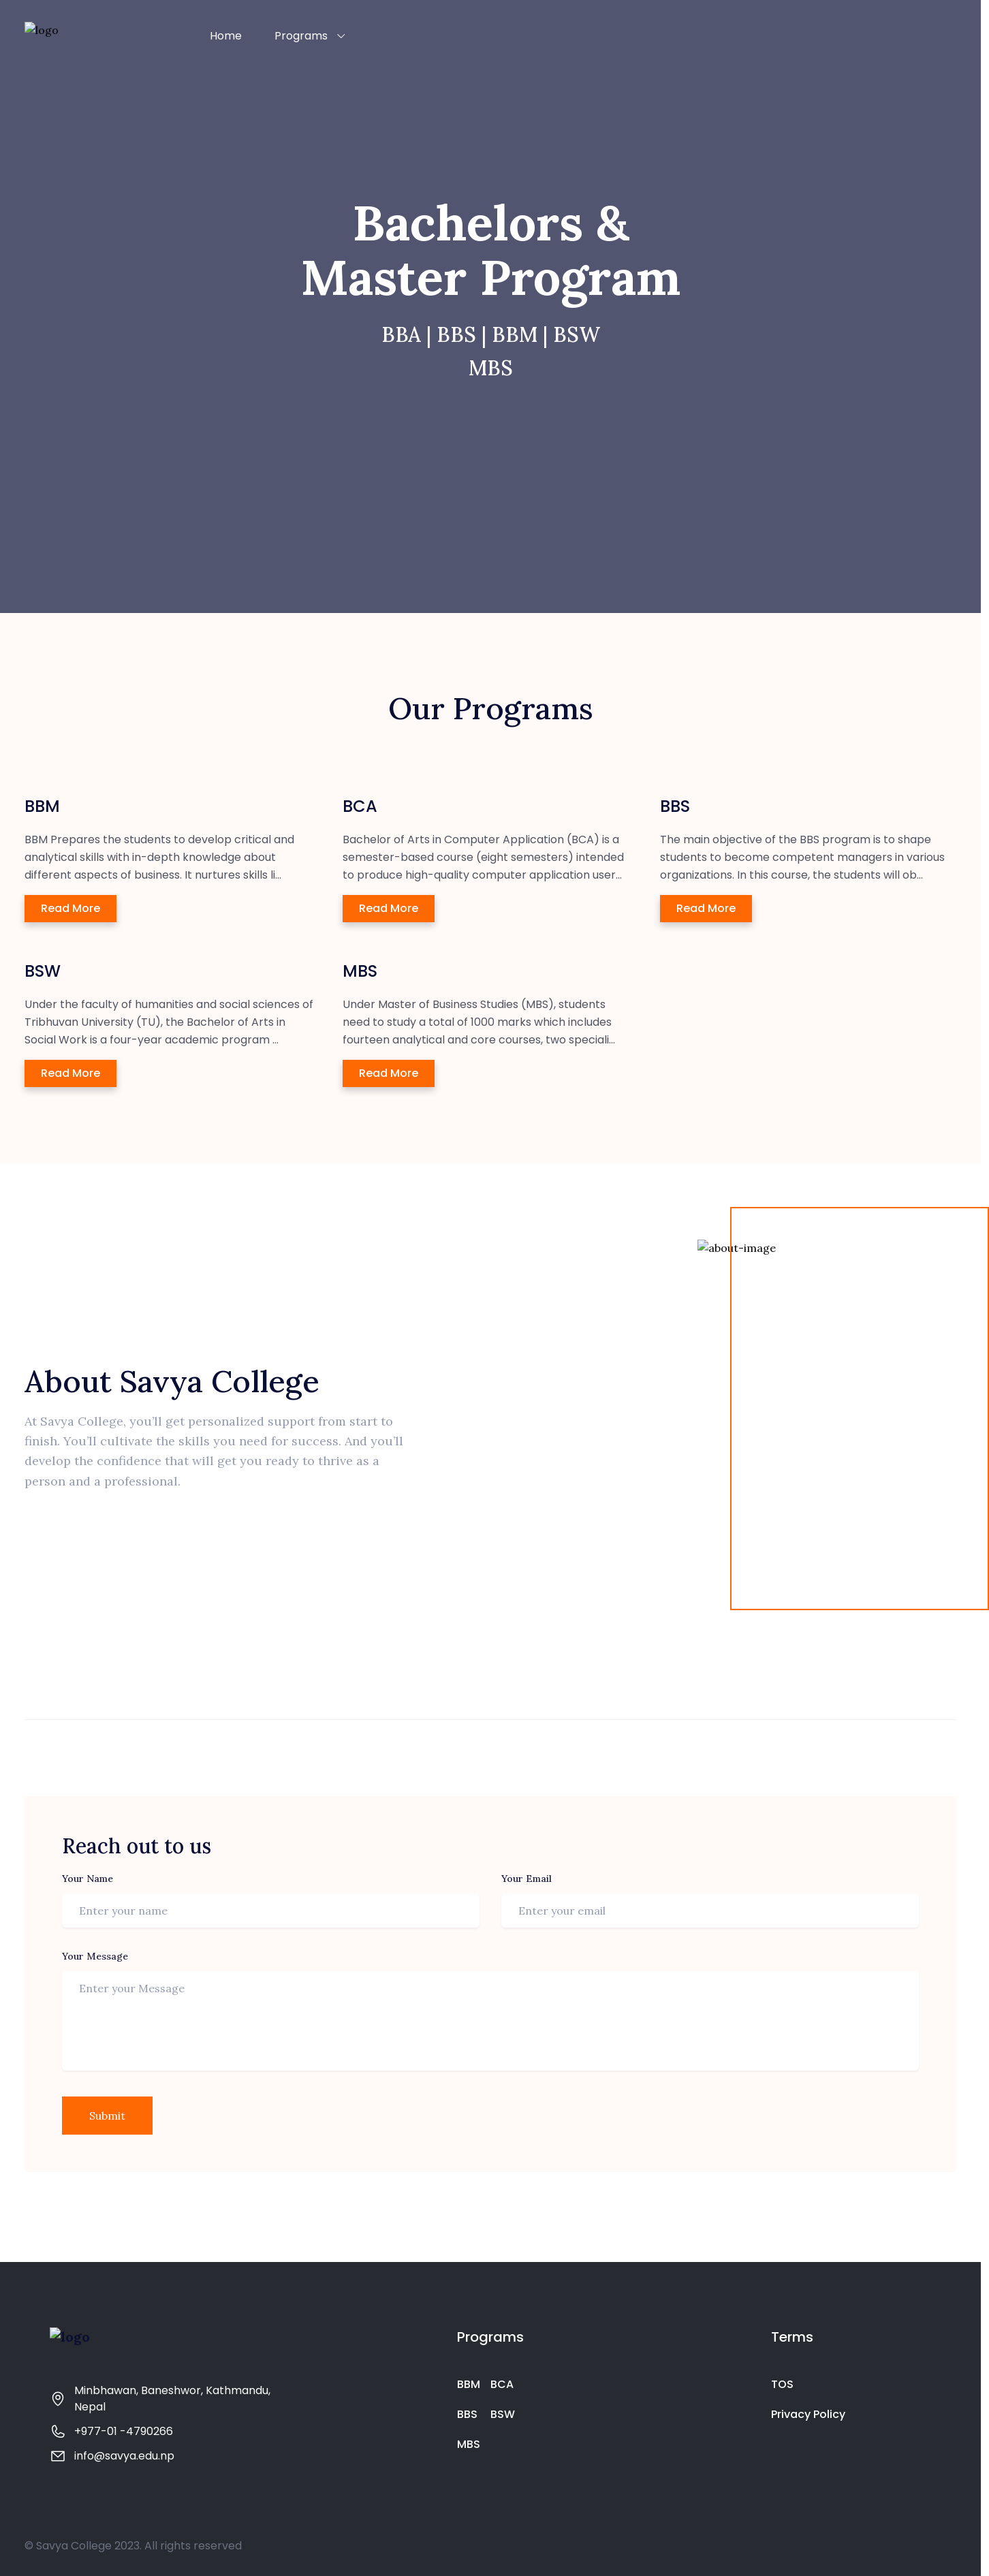 logo
Home
Programs
Bachelors &
Master Program
BBA | BBS | BBM | BSW
MBS
Our Programs
BBM
BBM Prepares the students to develop critical and
analytical skills with in-depth knowledge about
different aspects of business. It nurtures skills li...
Read More
BCA
Bachelor of Arts in Computer Application (BCA) is a
semester-based course (eight semesters) intended
to produce high-quality computer application user...
Read More
BBS
The main objective of the BBS program is to shape
students to become competent managers in various
organizations. In this course, the students will ob...
Read More
BSW
Under the faculty of humanities and social sciences of
Tribhuvan University (TU), the Bachelor of Arts in
Social Work is a four-year academic program ...
Read More
MBS
Under Master of Business Studies (MBS), students
need to study a total of 1000 marks which includes
fourteen analytical and core courses, two speciali...
Read More
about-image
About Savya College
At Savya College, you’ll get personalized support from start to
finish. You’ll cultivate the skills you need for success. And you’ll
develop the confidence that will get you ready to thrive as a
person and a professional.
Reach out to us
Your Name
Enter your name
Your Email
Enter your email
Your Message
Enter your Message
Submit
logo
Minbhawan, Baneshwor, Kathmandu,
Nepal
+977-01 -4790266
info@savya.edu.np
Programs
BBM BCA
BBS BSW
MBS
Terms
TOS
Privacy Policy
© Savya College 2023. All rights reserved